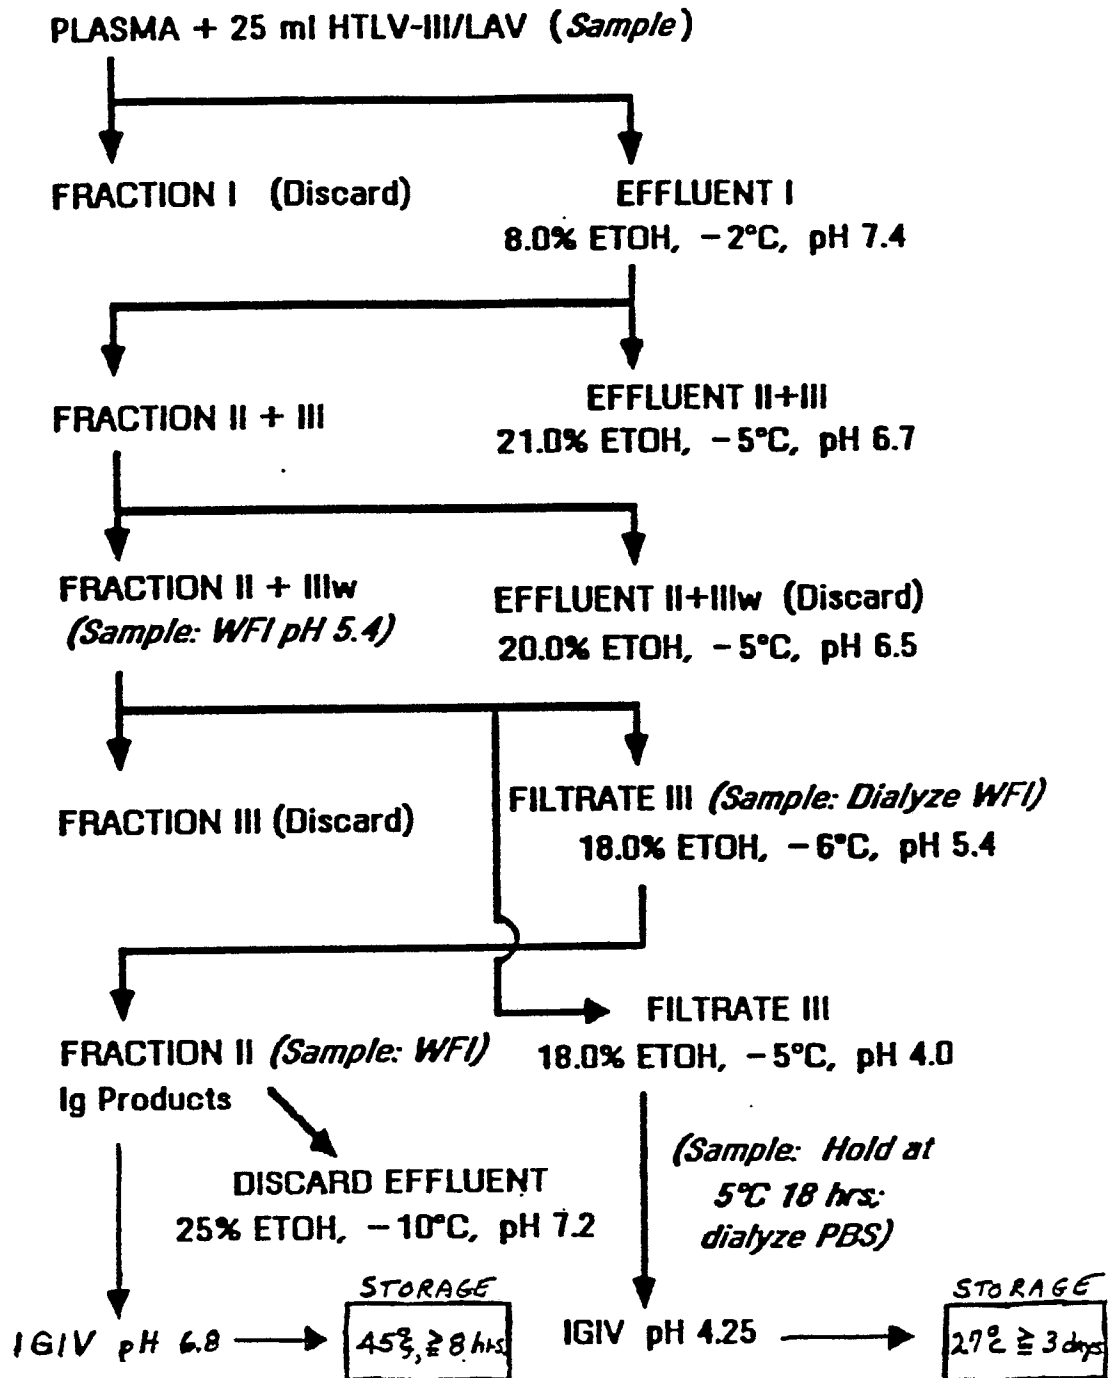 PLASMA + 25 ml HTLV-III/LAV (Sample)
FRACTION I (Discard)
EFFLUENT I
8.0% ETOH, -2°C, pH 7.4
FRACTION II + III
EFFLUENT II+III
21.0% ETOH, -5°C, pH 6.7
FRACTION II + IIIw
(Sample: WFI pH 5.4)
EFFLUENT II+IIIw (Discard)
20.0% ETOH, -5°C, pH 6.5
FRACTION III (Discard)
FILTRATE III (Sample: Dialyze WFI)
18.0% ETOH, -6°C, pH 5.4
FRACTION II (Sample: WFI)
Ig Products
FILTRATE III
18.0% ETOH, -5°C, pH 4.0
DISCARD EFFLUENT
25% ETOH, -10°C, pH 7.2
(Sample: Hold at
5°C 18 hrs;
dialyze PBS)
IGIV pH 6.8
STORAGE
45°C, ≧ 8 hrs
IGIV pH 4.25
STORAGE
27°C ≧ 3 days